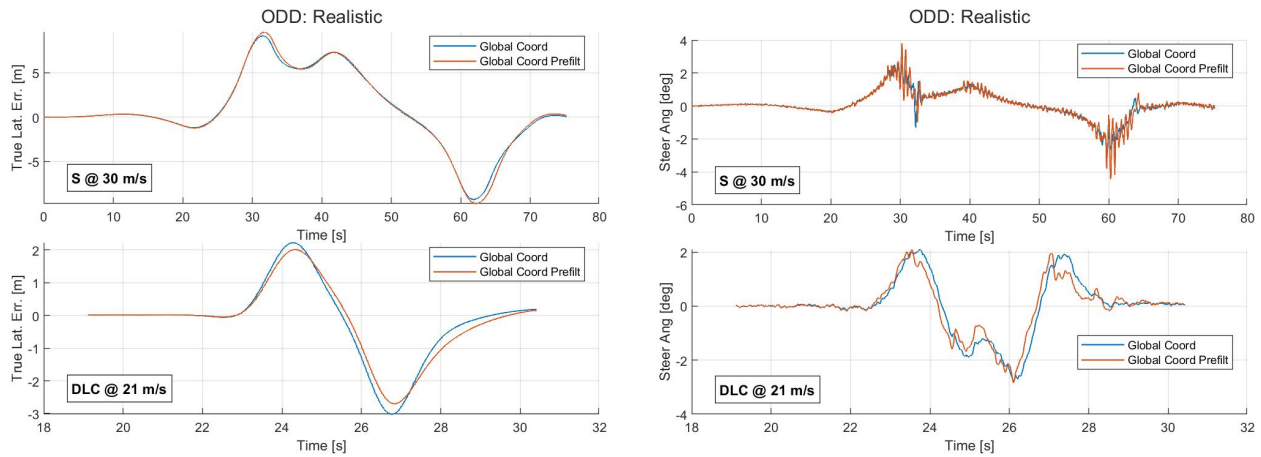 ODD: Realistic
True Lat. Err. [m]
5
0
-5
Global Coord
Global Coord Prefilt
S @ 30 m/s
0 10 20 30 40 50 60 70 80
Time [s]
True Lat. Err. [m]
2
1
0
-1
-2
-3
Global Coord
Global Coord Prefilt
DLC @ 21 m/s
18 20 22 24 26 28 30 32
Time [s]
ODD: Realistic
Steer Ang [deg]
4
2
0
-2
-4
-6
Global Coord
Global Coord Prefilt
S @ 30 m/s
0 10 20 30 40 50 60 70 80
Time [s]
Steer Ang [deg]
2
0
-2
-4
Global Coord
Global Coord Prefilt
DLC @ 21 m/s
18 20 22 24 26 28 30 32
Time [s]